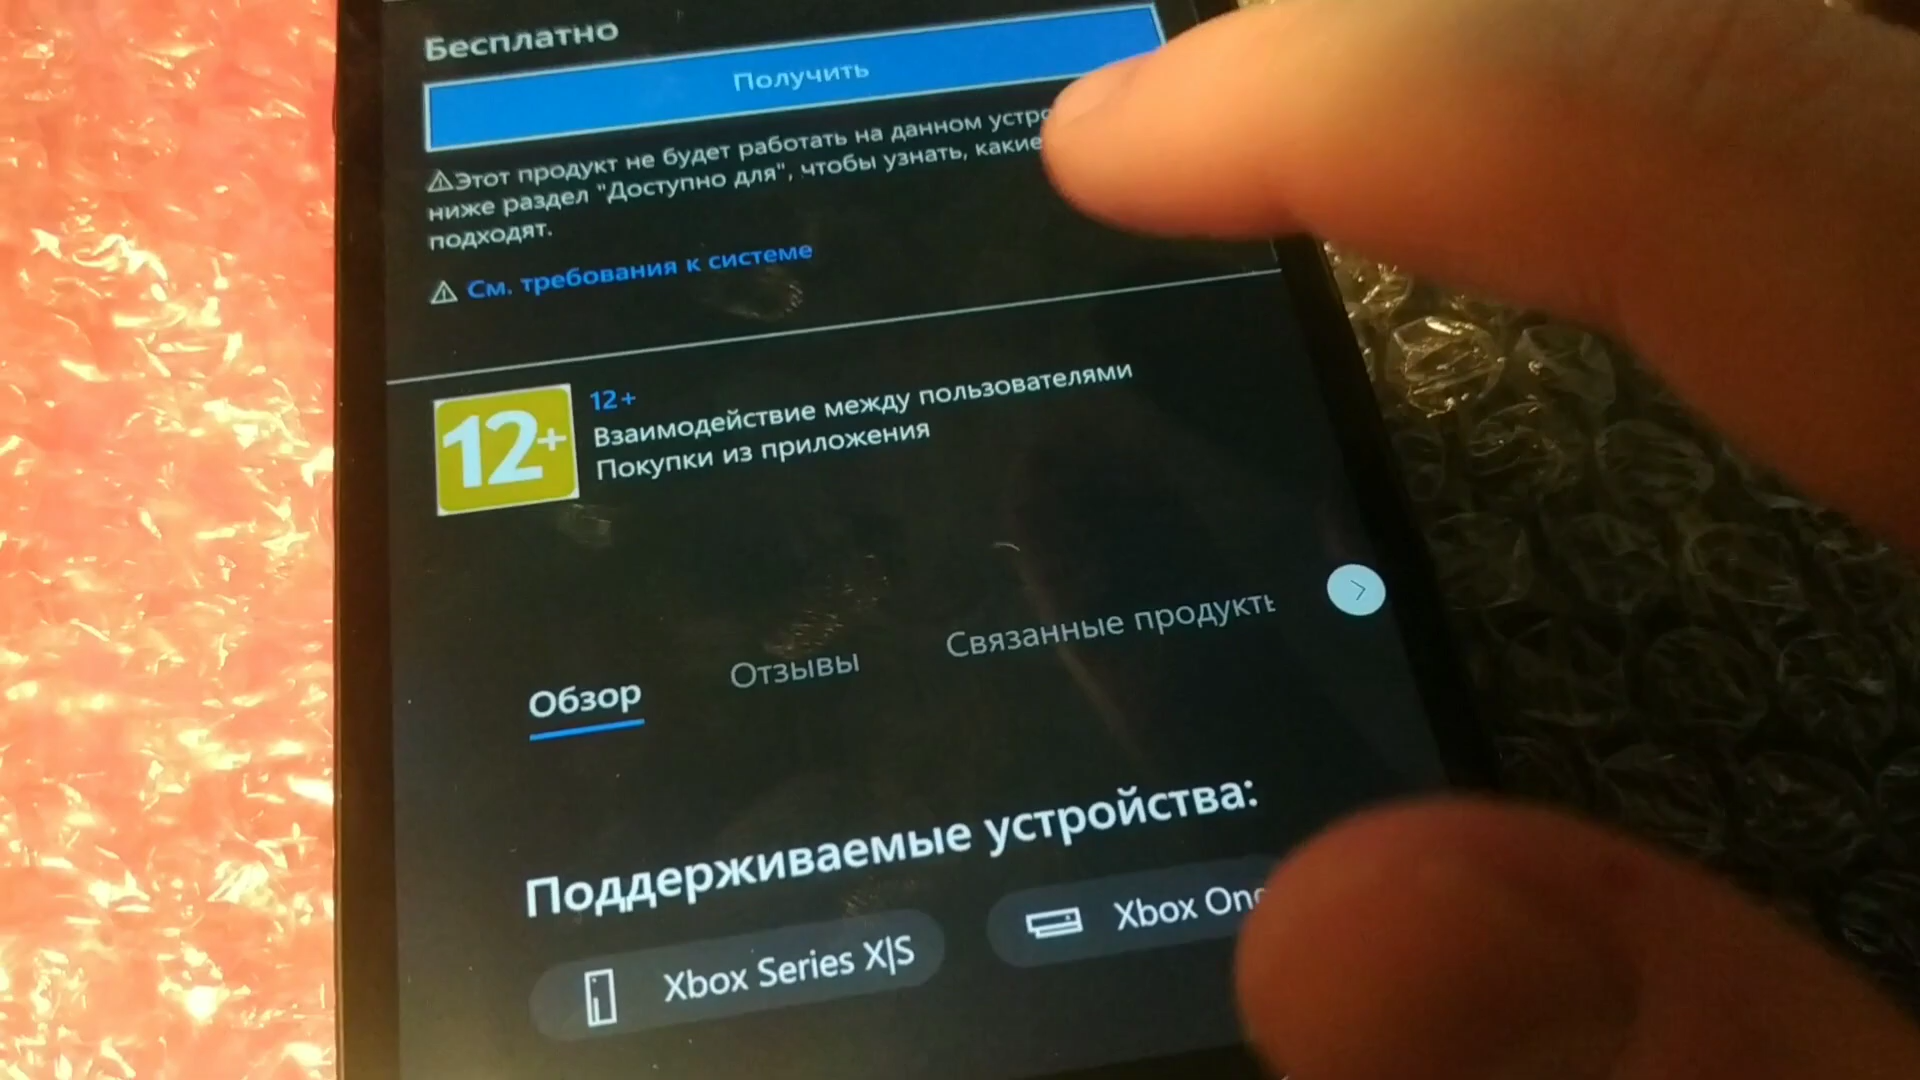 Бесплатно
Получить
⚠Этот продукт не будет работать на данном
ниже раздел "Доступно для", чтобы узнать, какие
подходят.
⚠ См. требования к системе
12+
12+
Взаимодействие между пользователями
Покупки из приложения
Обзор
Отзывы
Связанные продукты
Поддерживаемые устройства:
Xbox Series X|S
Xbox One